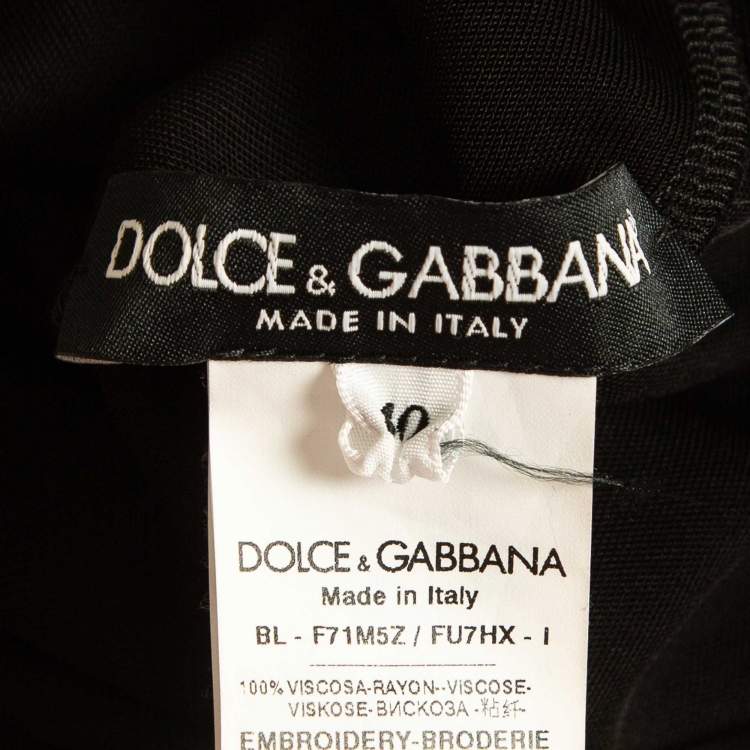 DOLCE & GABBANA
MADE IN ITALY
DOLCE & GABBANA
Made in Italy
BL - F71M5Z / FU7HX - I
100% VISCOSA-RAYON--VISCOSE-
VISKOSE-ВИСКОЗА -粘纤-
EMBROIDERY-BRODERIE